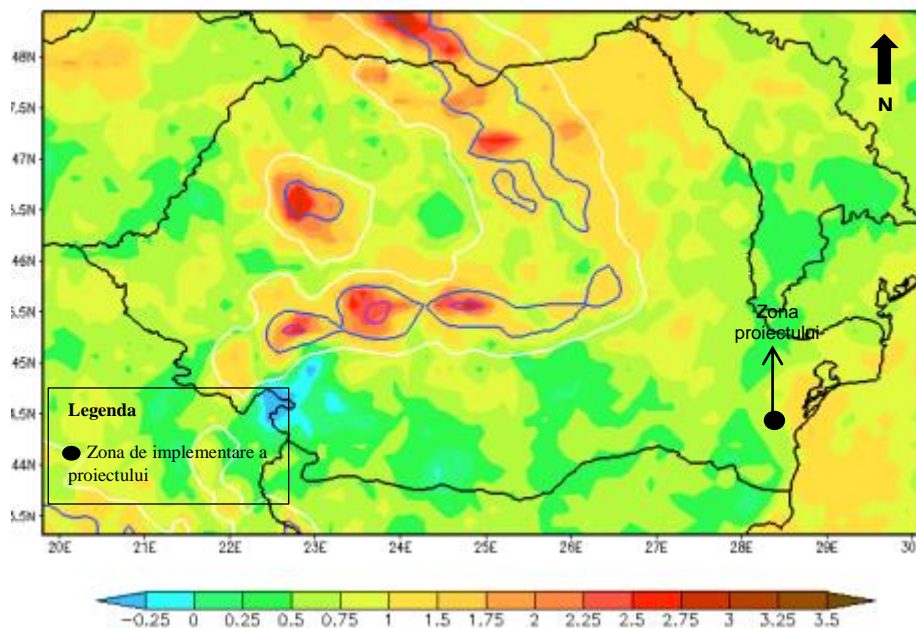 48N
7.5N
47N
N
6.5N
46N
5.5N
Zona
proiectului
45N
Legenda
4.5N
Zona de implementare a
44N
proiectului
3.5N
20E 21E 22E 23E 24E 25E 26E 27E 28E 29E 30
−0.25 0 0.25 0.5 0.75 1 1.5 1.75 2 2.25 2.5 2.75 3 3.25 3.5